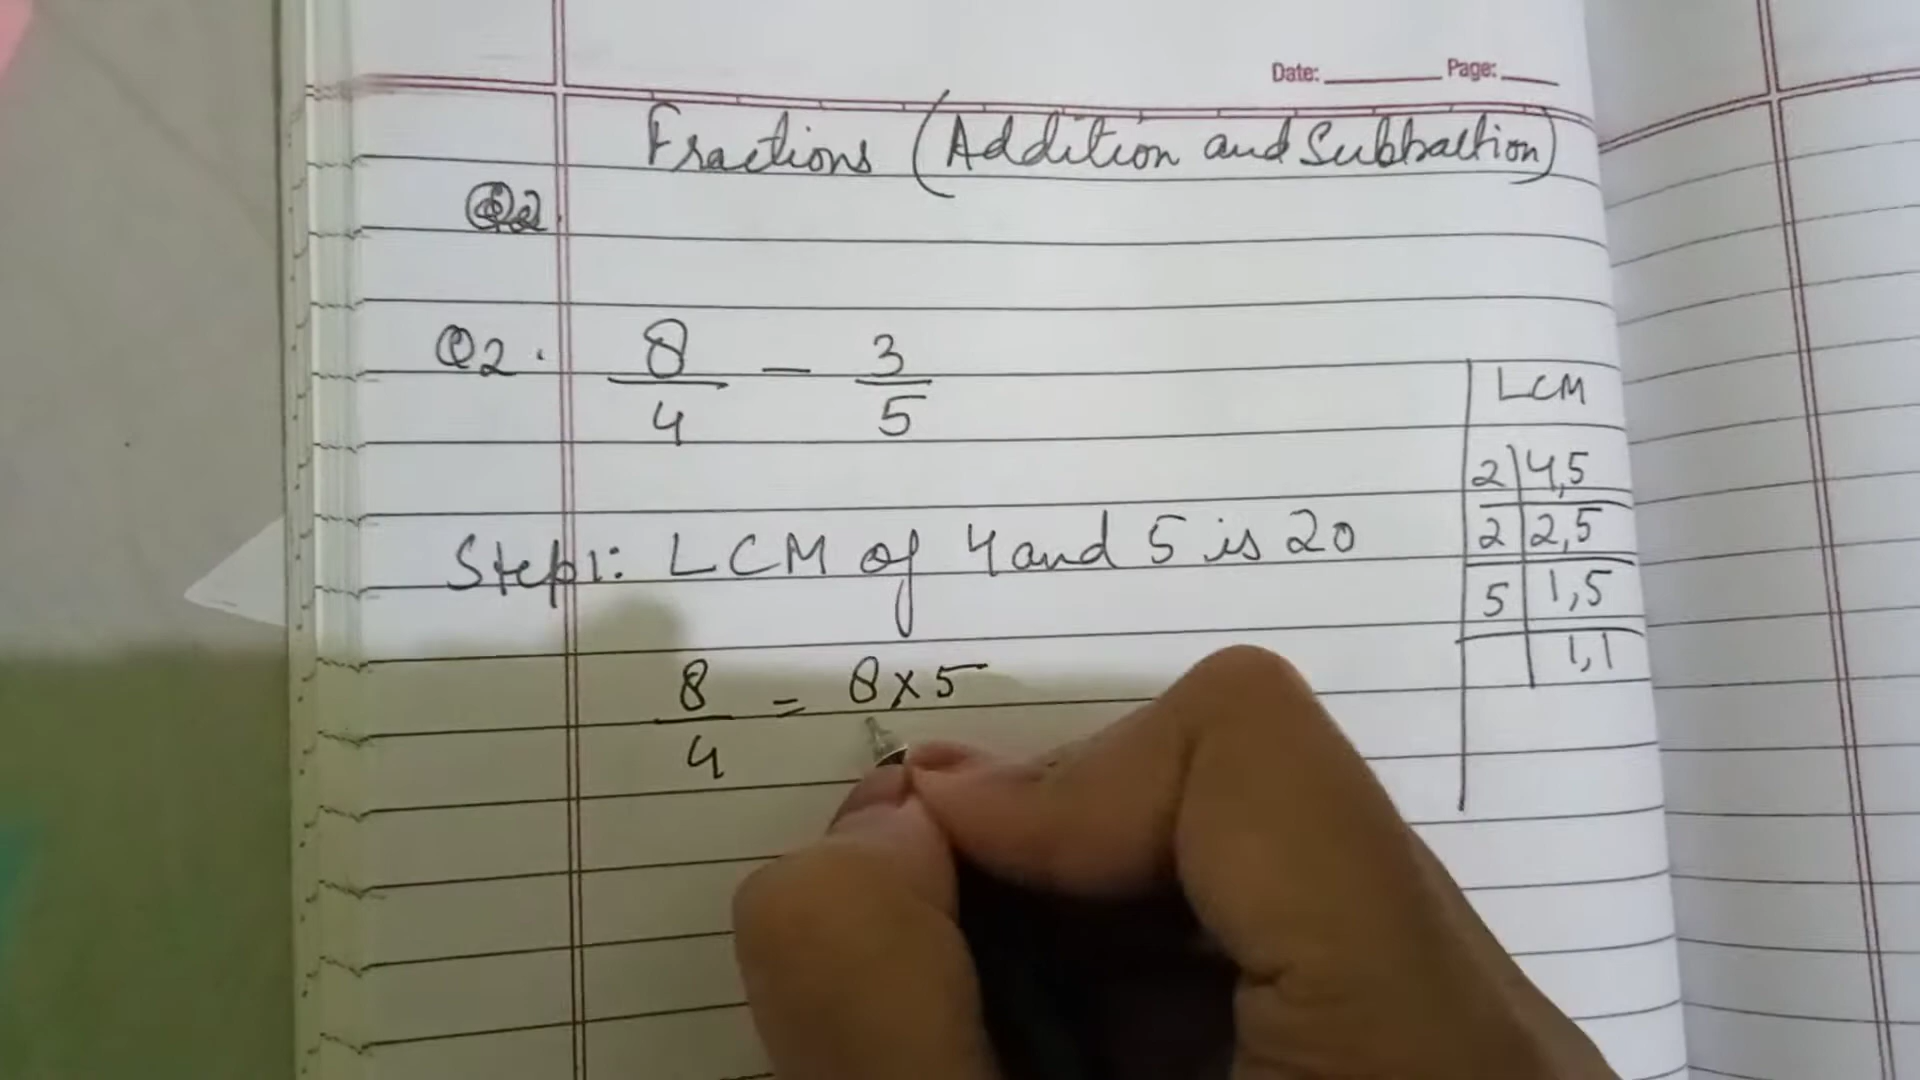 Date: Page:
Fractions (Addition and Subtraction)
Q2
Q2. 8/4 - 3/5
LCM
2 | 4,5
2 | 2,5
5 | 1,5
1,1
Step1: LCM of 4 and 5 is 20
8/4 = 8×5